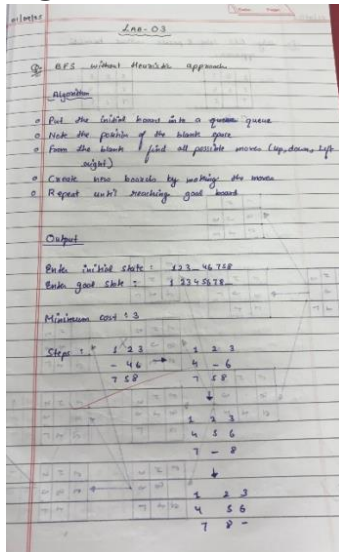 LAB-03
Q BFS without Heuristic approach
Algorithm
o Put the initial board into a queue
o Note the position of the blank space
o From the blank find all possible moves (up, down, left
right)
o Create new boards by making the moves
o Repeat until reaching goal board
Output
Enter initial state : 123_46758
Enter goal state : 12345678_
Minimum cost : 3
Steps : 1 2 3 1 2 3
- 4 6 → 4 - 6
7 5 8 7 5 8
↓
1 2 3
4 5 6
7 - 8
↓
1 2 3
4 5 6
7 8 -